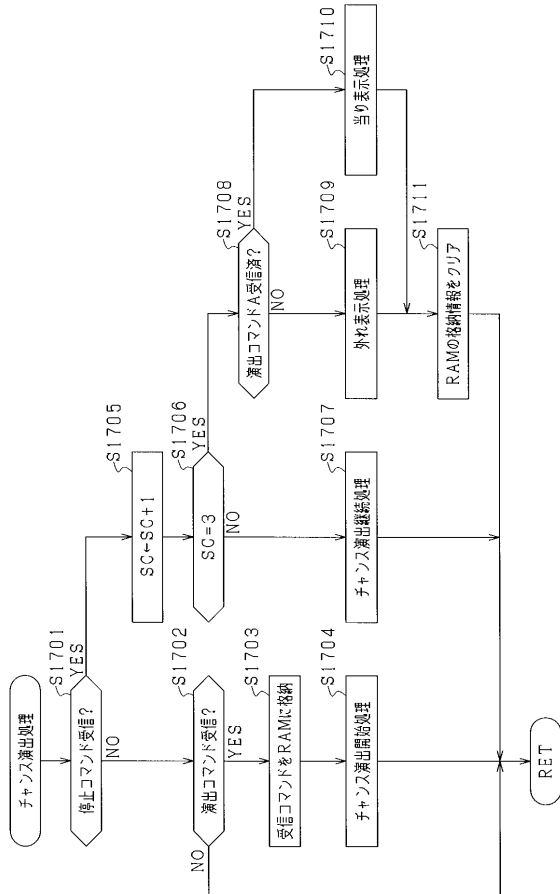 チャンス演出処理
S1701
停止コマンド受信?
YES
NO
S1702
演出コマンド受信?
NO
YES
S1703
受信コマンドをRAMに格納
S1704
チャンス演出開始処理
S1705
SC←SC+1
S1706
SC=3
YES
NO
S1707
チャンス演出継続処理
S1708
演出コマンドA受信済?
YES
NO
S1709
外れ表示処理
S1710
当り表示処理
S1711
RAMの格納情報をクリア
RET